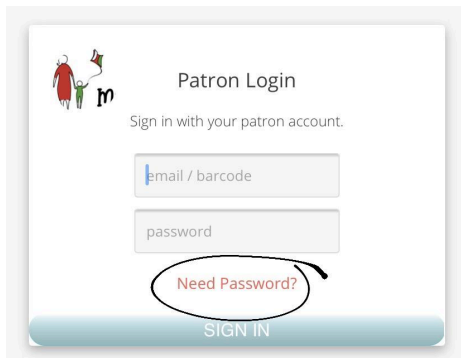 m
Patron Login
Sign in with your patron account.
email / barcode
password
Need Password?
SIGN IN